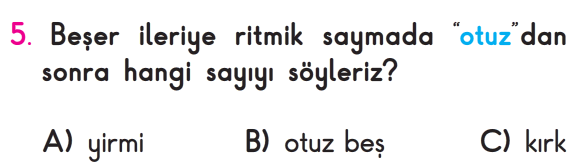 5. Beşer ileriye ritmik saymada “otuz”dan
sonra hangi sayıyı söyleriz?
A) yirmi B) otuz beş C) kırk